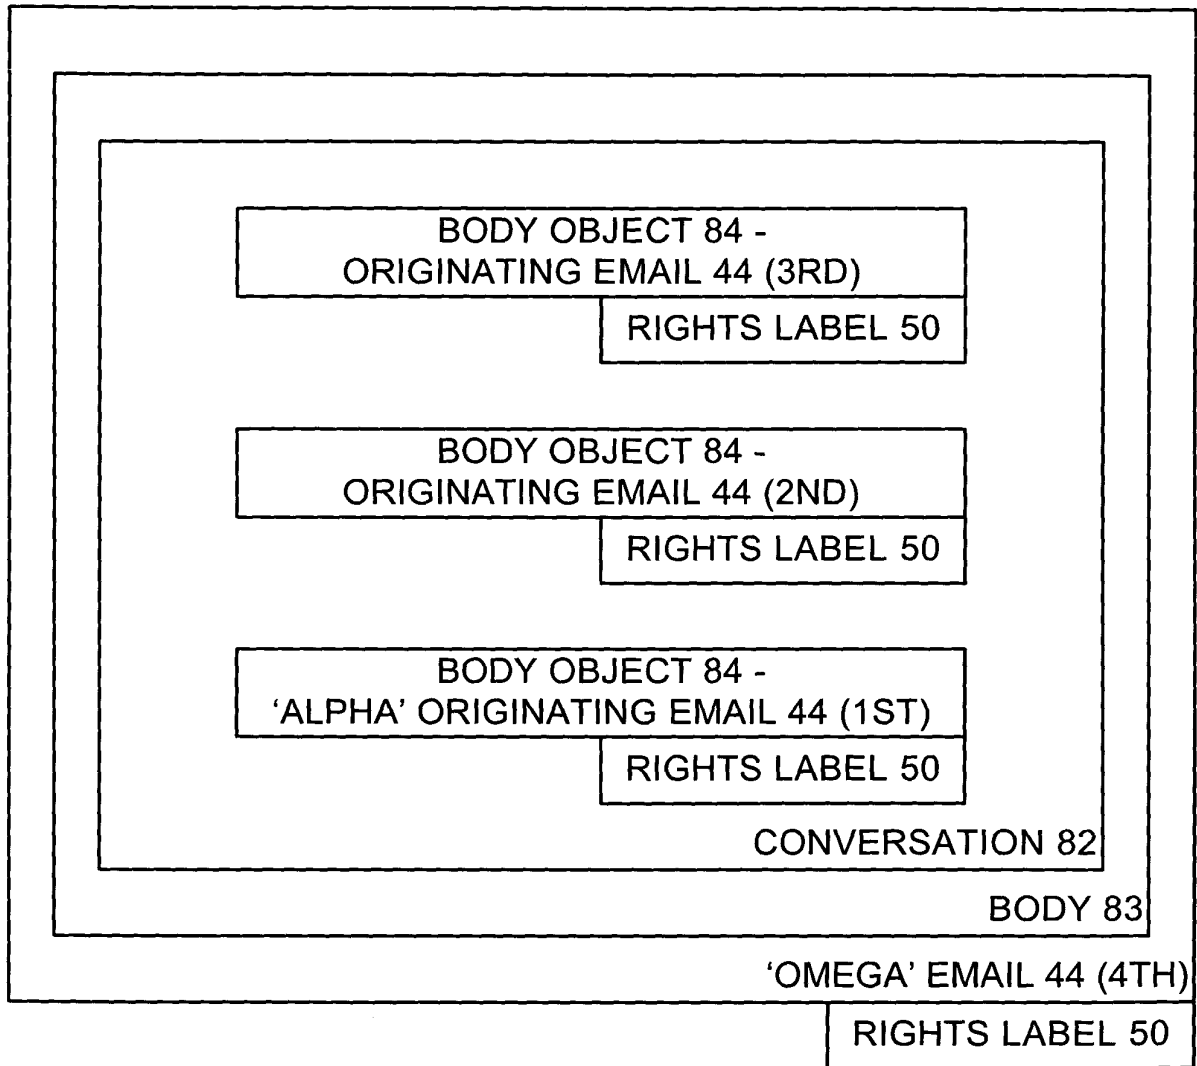 BODY OBJECT 84 -
ORIGINATING EMAIL 44 (3RD)
RIGHTS LABEL 50
BODY OBJECT 84 -
ORIGINATING EMAIL 44 (2ND)
RIGHTS LABEL 50
BODY OBJECT 84 -
‘ALPHA’ ORIGINATING EMAIL 44 (1ST)
RIGHTS LABEL 50
CONVERSATION 82
BODY 83
‘OMEGA’ EMAIL 44 (4TH)
RIGHTS LABEL 50